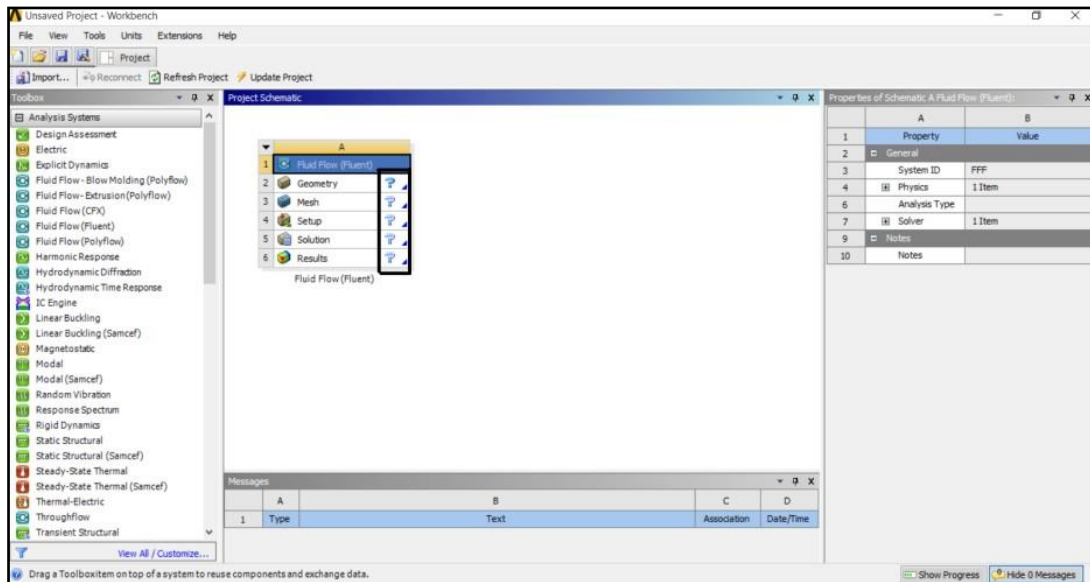 Unsaved Project - Workbench
File View Tools Units Extensions Help
Project
Import... Reconnect Refresh Project Update Project
Toolbox
Analysis Systems
Design Assessment
Electric
Explicit Dynamics
Fluid Flow - Blow Molding (Polyflow)
Fluid Flow - Extrusion (Polyflow)
Fluid Flow (CFX)
Fluid Flow (Fluent)
Fluid Flow (Polyflow)
Harmonic Response
Hydrodynamic Diffraction
Hydrodynamic Time Response
IC Engine
Linear Buckling
Linear Buckling (Samcef)
Magnetostatic
Modal
Modal (Samcef)
Random Vibration
Response Spectrum
Rigid Dynamics
Static Structural
Static Structural (Samcef)
Steady-State Thermal
Steady-State Thermal (Samcef)
Thermal-Electric
Throughflow
Transient Structural
View All / Customize...
Project Schematic
A
1 Fluid Flow (Fluent)
2 Geometry ?
3 Mesh ?
4 Setup ?
5 Solution ?
6 Results ?
Fluid Flow (Fluent)
Messages
A B C D
1 Type Text Association Date/Time
Properties of Schematic A Fluid Flow (Fluent):
A B
1 Property Value
2 General
3 System ID FFF
4 Physics 1 Item
6 Analysis Type
7 Solver 1 Item
9 Notes
10 Notes
Drag a Toolboxitem on top of a system to reuse components and exchange data.
Show Progress Hide 0 Messages